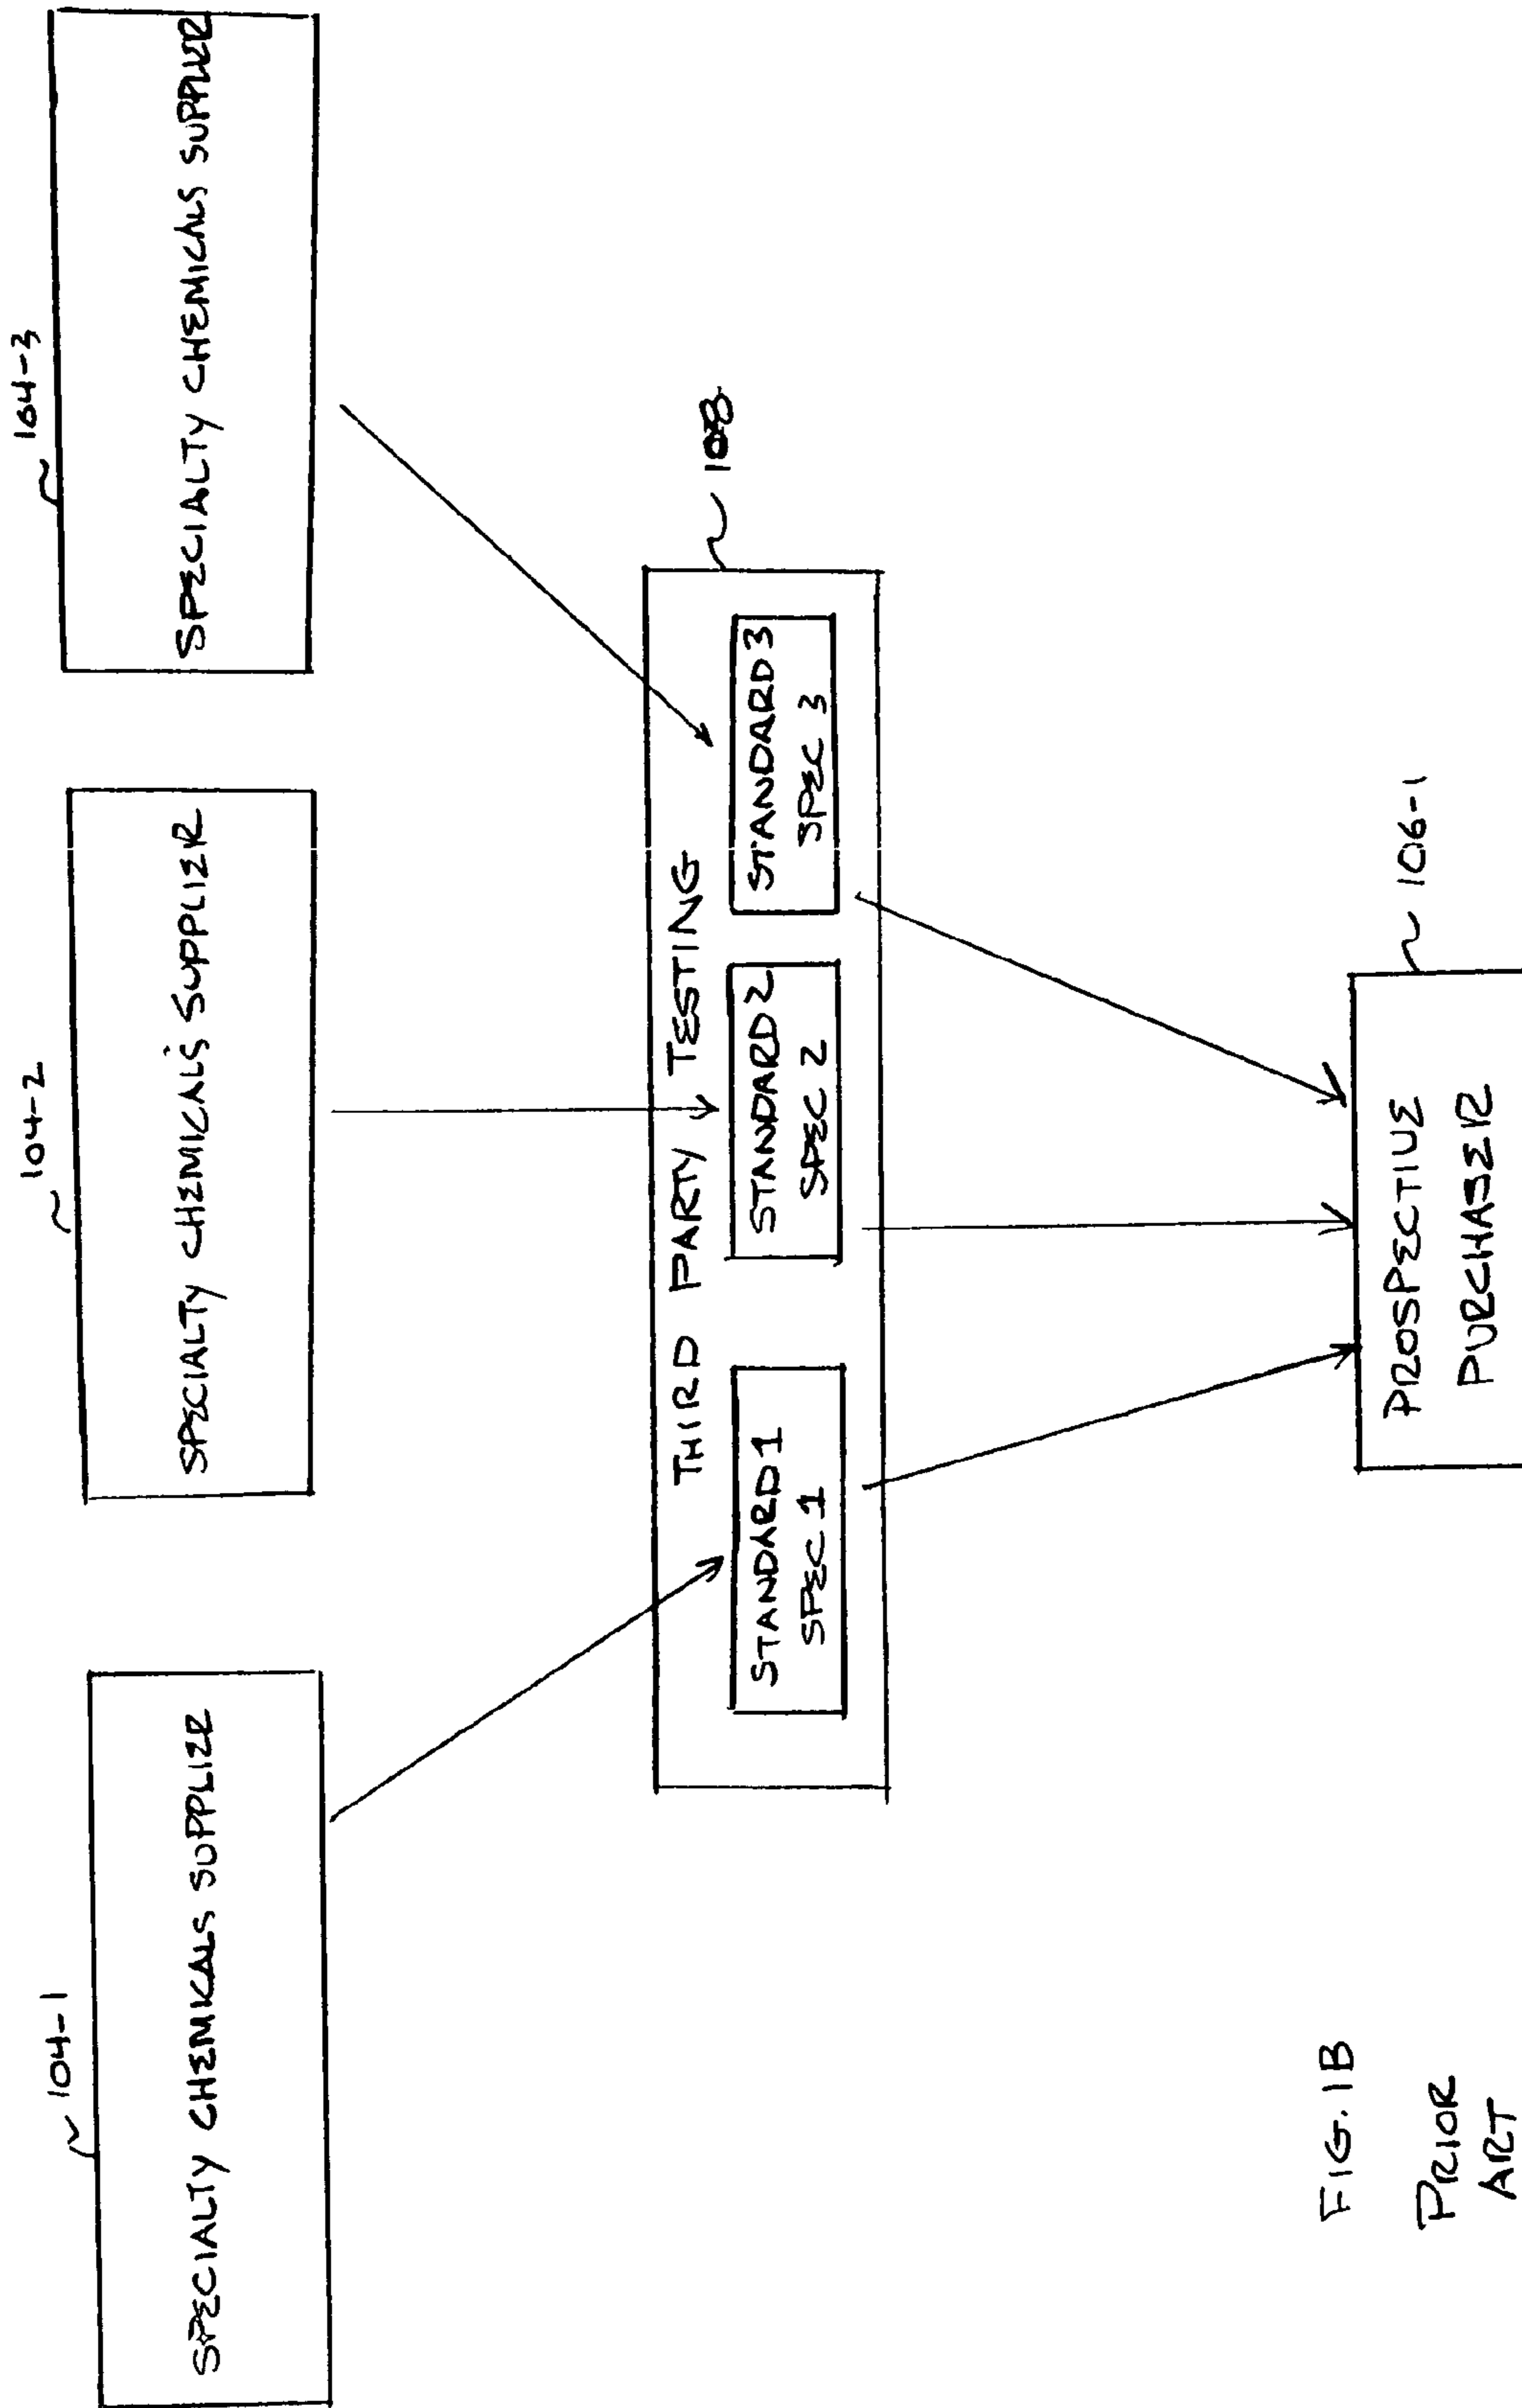 104-1
104-2
104-3
SPECIALTY CHEMICALS SUPPLIER
SPECIALTY CHEMICALS SUPPLIER
SPECIALTY CHEMICALS SUPPLIER
108
THIRD PARTY TESTING
STANDARD 1
SPEC 1
STANDARD 2
SPEC 2
STANDARD 3
SPEC 3
106-1
PROSPECTIVE
PURCHASER
FIG. 1B
PRIOR
ART